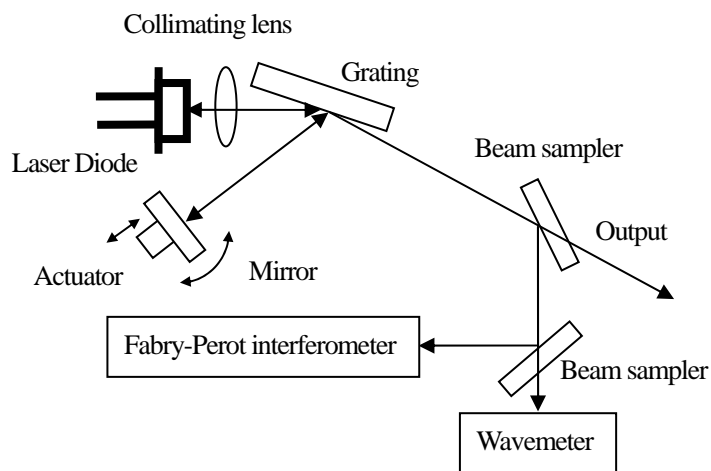 Collimating lens
Grating
Laser Diode
Beam sampler
Output
Actuator
Mirror
Fabry-Perot interferometer
Beam sampler
Wavemeter